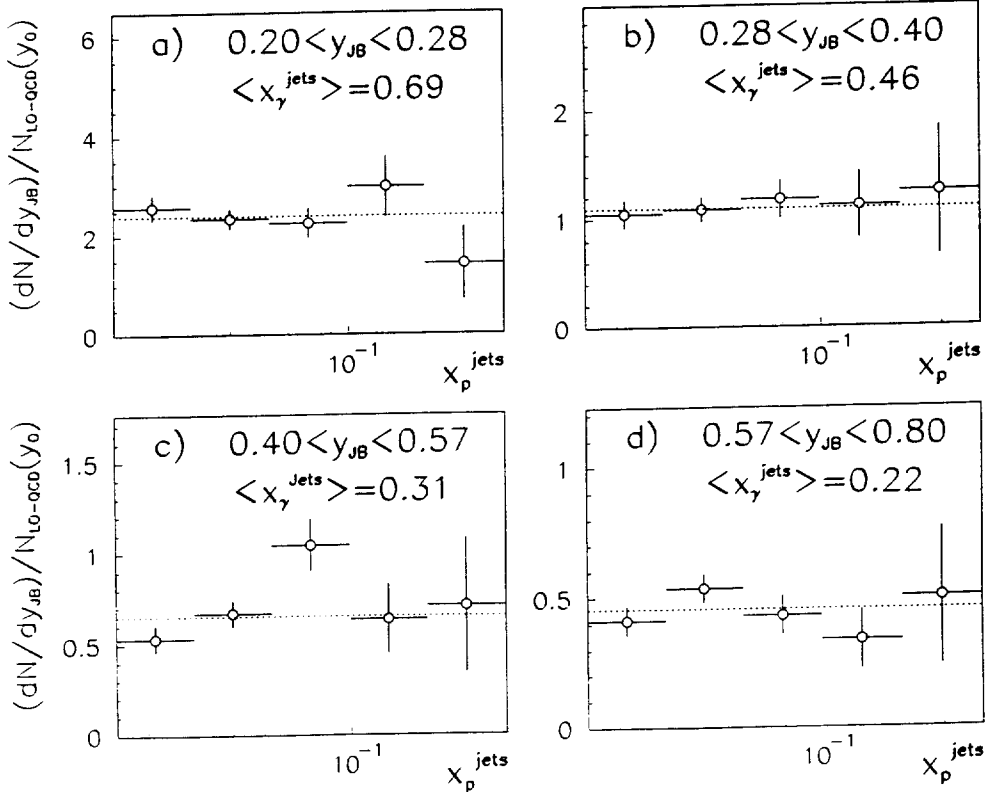 (dN/dy_JB)/N_LO-QCD(y_0)
a) 0.20<y_JB<0.28
<x_γ^jets>=0.69
6
4
2
0
10^-1
x_p^jets
b) 0.28<y_JB<0.40
<x_γ^jets>=0.46
2
1
0
10^-1
x_p^jets
(dN/dy_JB)/N_LO-QCD(y_0)
c) 0.40<y_JB<0.57
<x_γ^Jets>=0.31
1.5
1
0.5
0
10^-1
x_p^jets
d) 0.57<y_JB<0.80
<x_γ^jets>=0.22
1
0.5
0
10^-1
x_p^jets